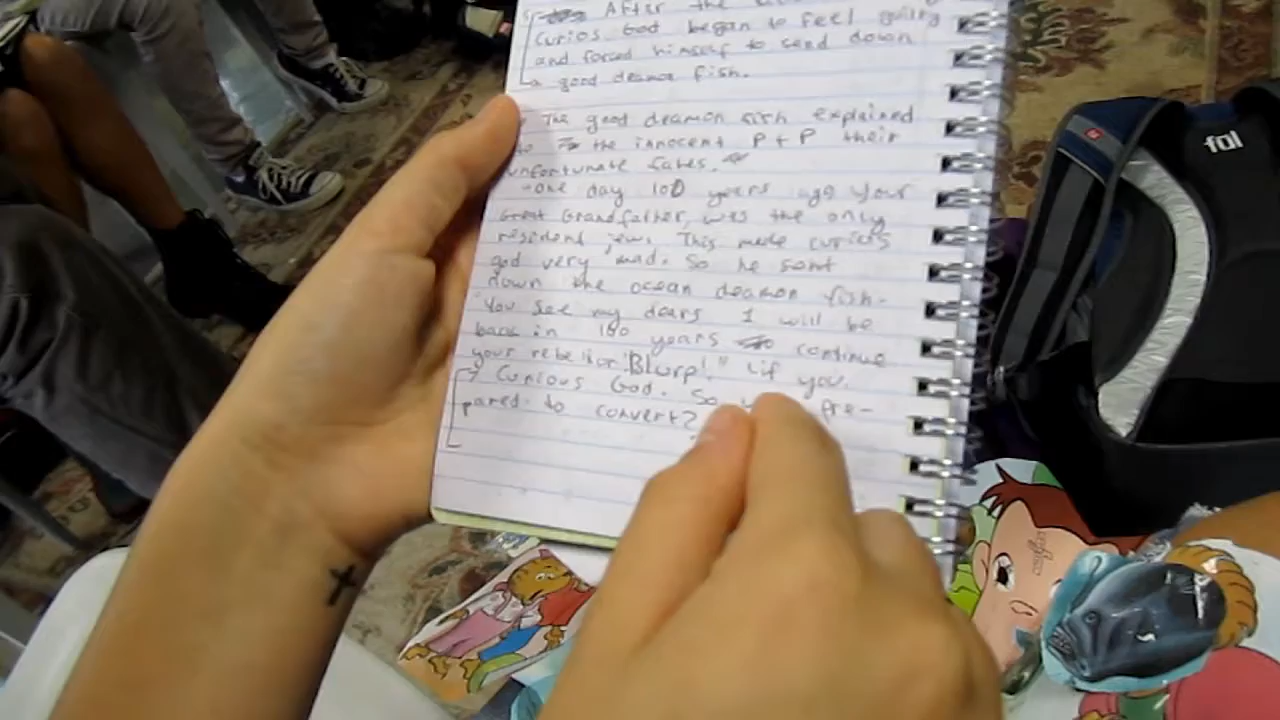 After the
curios God began to feel guilty
and forced himself to send down
a good deamon fish.
The good deamon fish explained
to the innocent P + P their
unfortunate fates.
-One day 100 years ago your
Great Grandfather, was the only
resident jew. This made curios
god very mad. So he sent
down the ocean deamon fish.
"You see my dears I will be
back in 100 years to continue
your rebelion! "Blurp!" Lif you,
→ Curious God. So pre-
pared to convert?
ful